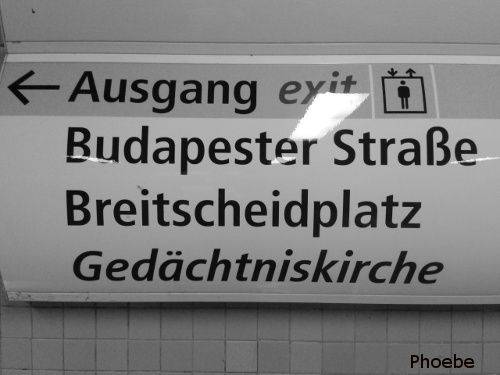 ← Ausgang exit
Budapester Straße
Breitscheidplatz
Gedächtniskirche
Phoebe